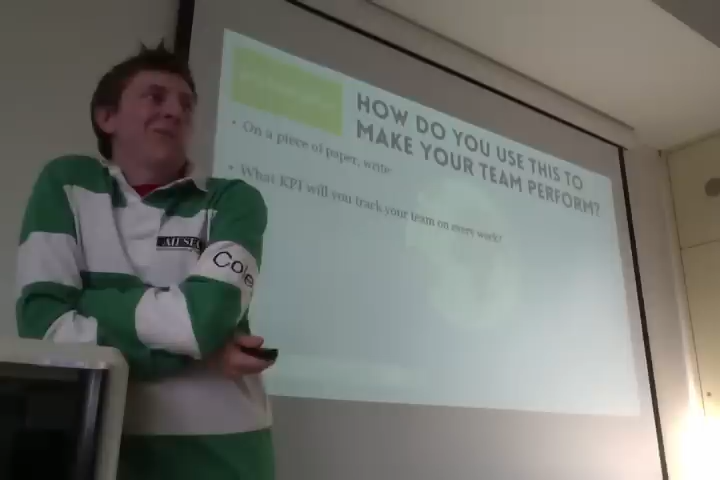 HOW DO YOU USE THIS TO
MAKE YOUR TEAM PERFORM?
• On a piece of paper, write:
• What KPI will you track your team on every week?
AIESEC
Cole